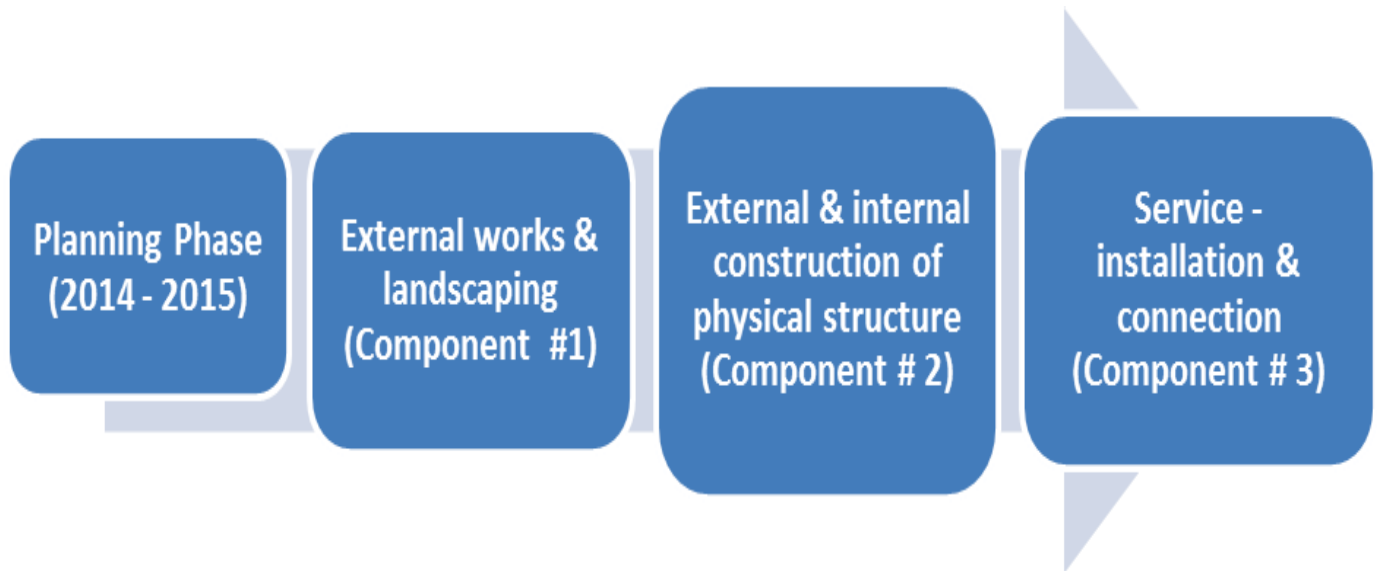 Planning Phase
(2014 - 2015)
External works &
landscaping
(Component #1)
External & internal
construction of
physical structure
(Component # 2)
Service -
installation &
connection
(Component # 3)